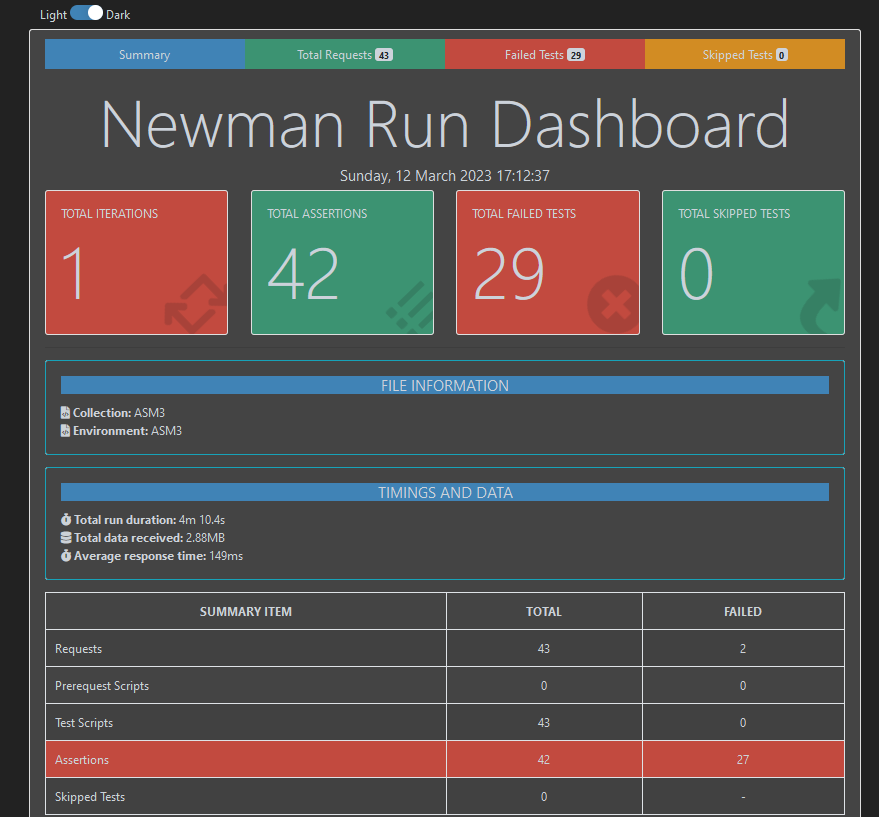 Light Dark
Summary Total Requests 43 Failed Tests 29 Skipped Tests 0
Newman Run Dashboard
Sunday, 12 March 2023 17:12:37
TOTAL ITERATIONS TOTAL ASSERTIONS TOTAL FAILED TESTS TOTAL SKIPPED TESTS
1 42 29 0
FILE INFORMATION
Collection: ASM3
Environment: ASM3
TIMINGS AND DATA
Total run duration: 4m 10.4s
Total data received: 2.88MB
Average response time: 149ms
SUMMARY ITEM TOTAL FAILED
Requests 43 2
Prerequest Scripts 0 0
Test Scripts 43 0
Assertions 42 27
Skipped Tests 0 -